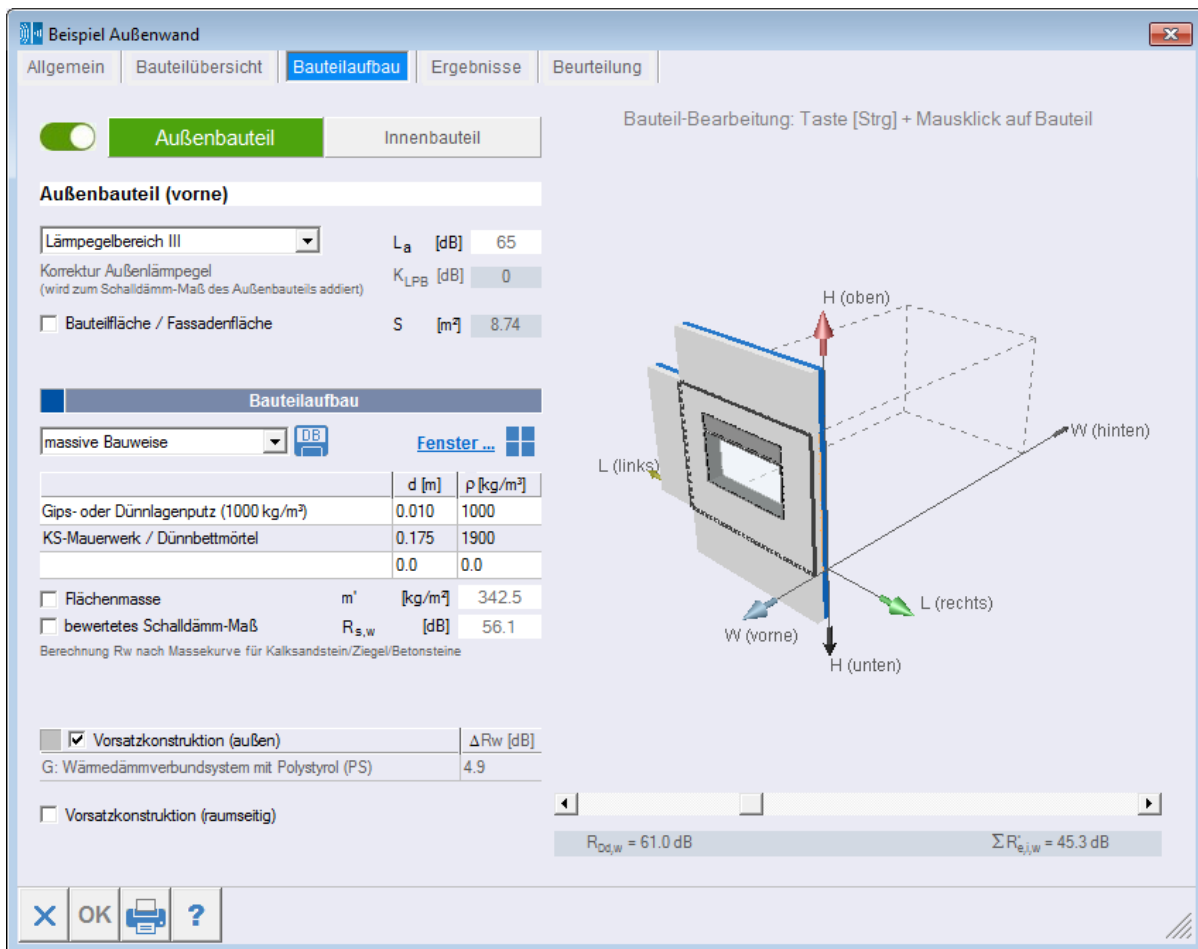 Beispiel Außenwand
Allgemein Bauteilübersicht Bauteilaufbau Ergebnisse Beurteilung
Außenbauteil Innenbauteil
Bauteil-Bearbeitung: Taste [Strg] + Mausklick auf Bauteil
Außenbauteil (vorne)
Lärmpegelbereich III La [dB] 65
Korrektur Außenlärmpegel KLPB [dB] 0
(wird zum Schalldämm-Maß des Außenbauteils addiert)
Bauteilfläche / Fassadenfläche S [m²] 8.74
Bauteilaufbau
massive Bauweise DB Fenster ...
d [m] ρ [kg/m³]
Gips- oder Dünnlagenputz (1000 kg/m³) 0.010 1000
KS-Mauerwerk / Dünnbettmörtel 0.175 1900
0.0 0.0
Flächenmasse m' [kg/m²] 342.5
bewertetes Schalldämm-Maß Rs,w [dB] 56.1
Berechnung Rw nach Massekurve für Kalksandstein/Ziegel/Betonsteine
Vorsatzkonstruktion (außen) ΔRw [dB]
G: Wärmedämmverbundsystem mit Polystyrol (PS) 4.9
Vorsatzkonstruktion (raumseitig)
H (oben)
W (hinten)
L (links)
L (rechts)
W (vorne)
H (unten)
RDd,w = 61.0 dB ΣR'e,i,w = 45.3 dB
OK ?